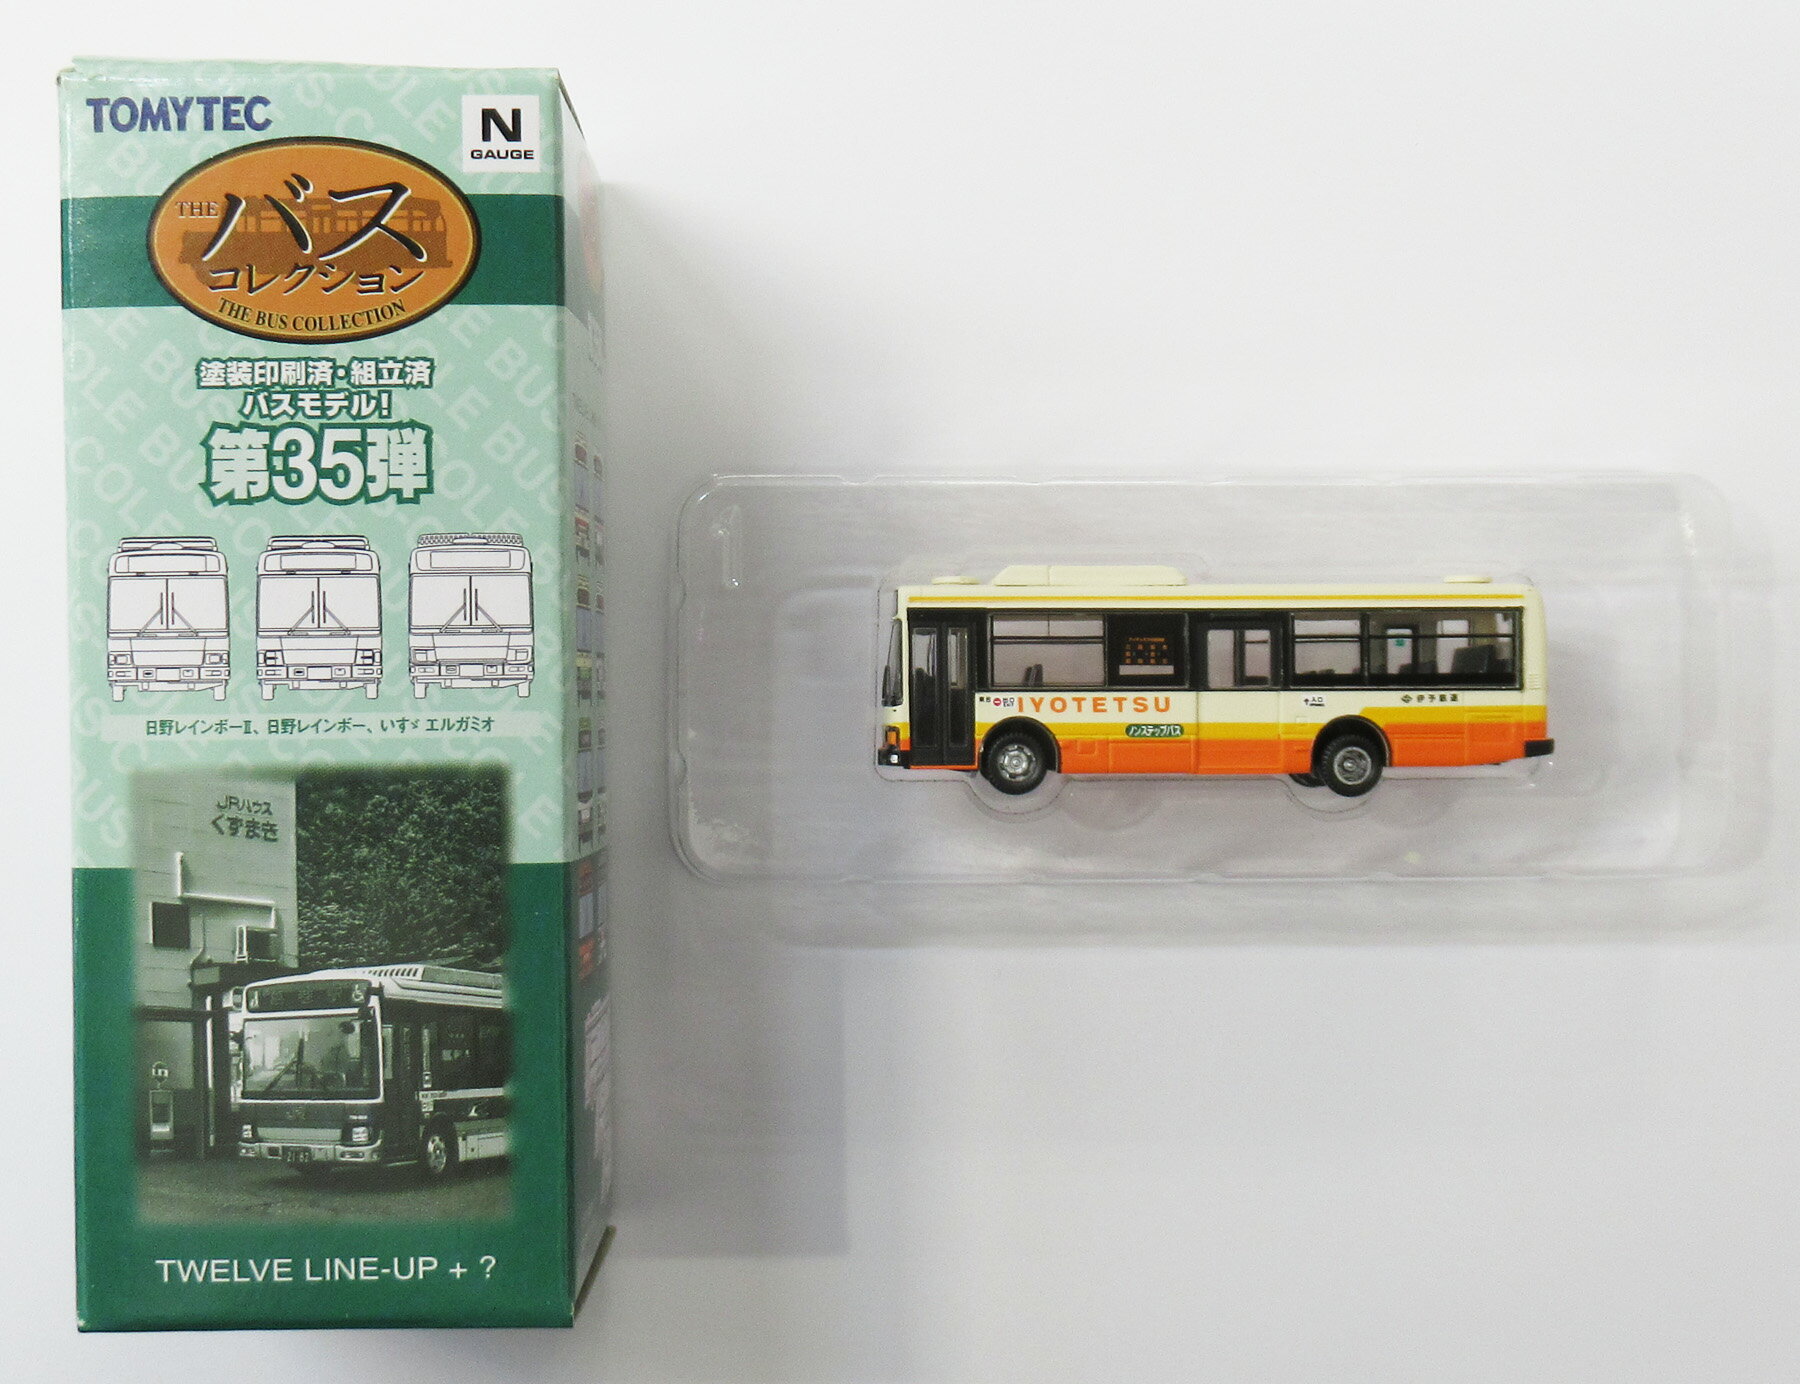 TOMYTEC
N
GAUGE
THE
バス
コレクション
THE BUS COLLECTION
塗装印刷済・組立済
バスモデル!
第35弾
日野レインボーⅡ、日野レインボー、いすゞ エルガミオ
JRバス
くずまき
TWELVE LINE-UP + ?
IYOTETSU
ノンステップバス
入口
伊予鉄道